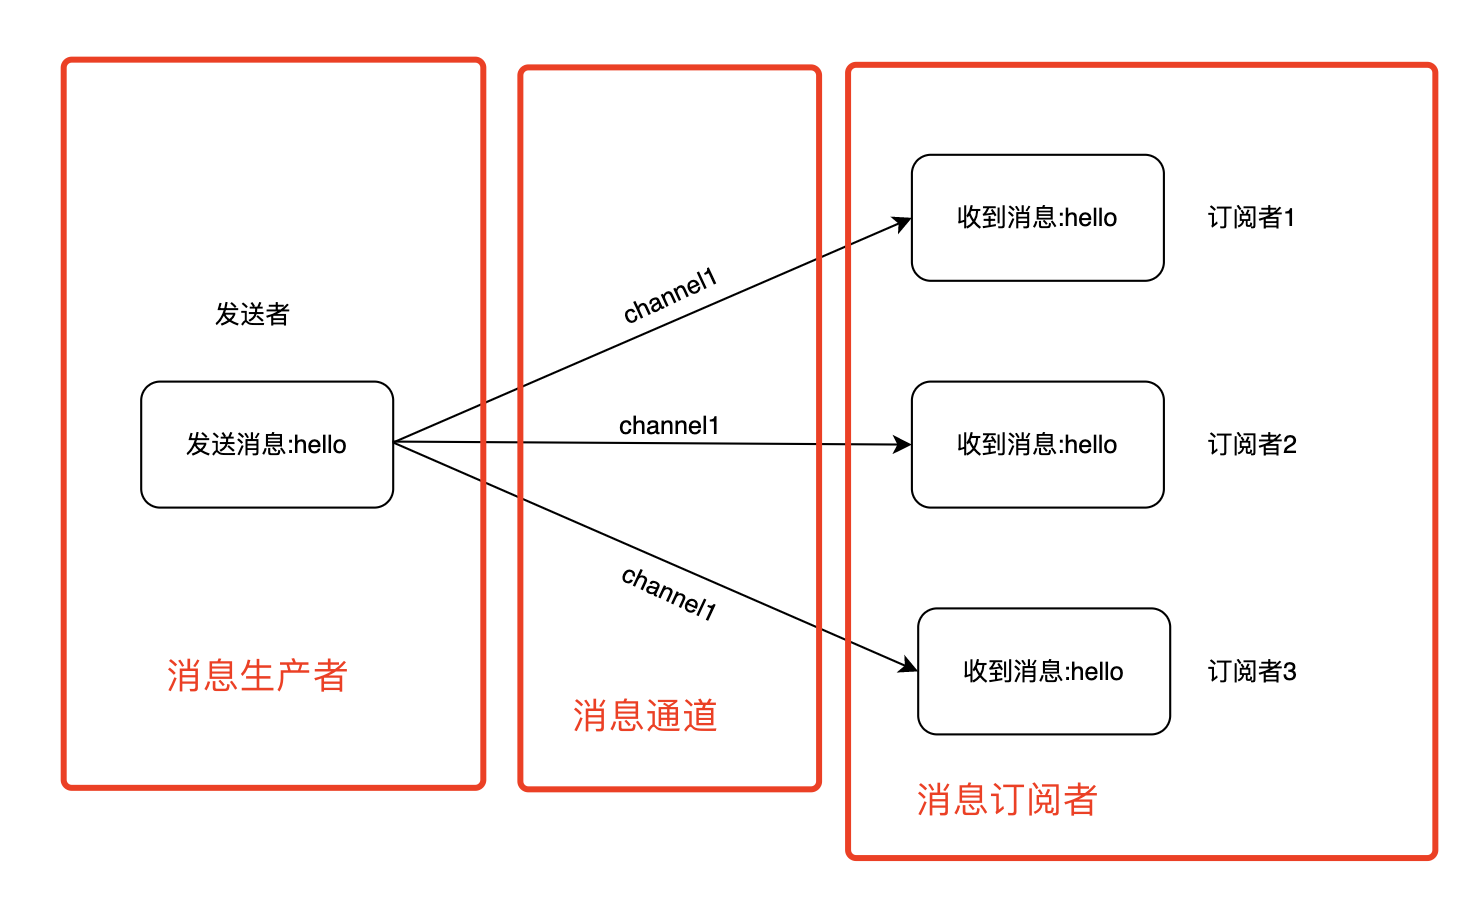 发送者
发送消息:hello
消息生产者
channel1
channel1
channel1
消息通道
收到消息:hello
订阅者1
收到消息:hello
订阅者2
收到消息:hello
订阅者3
消息订阅者